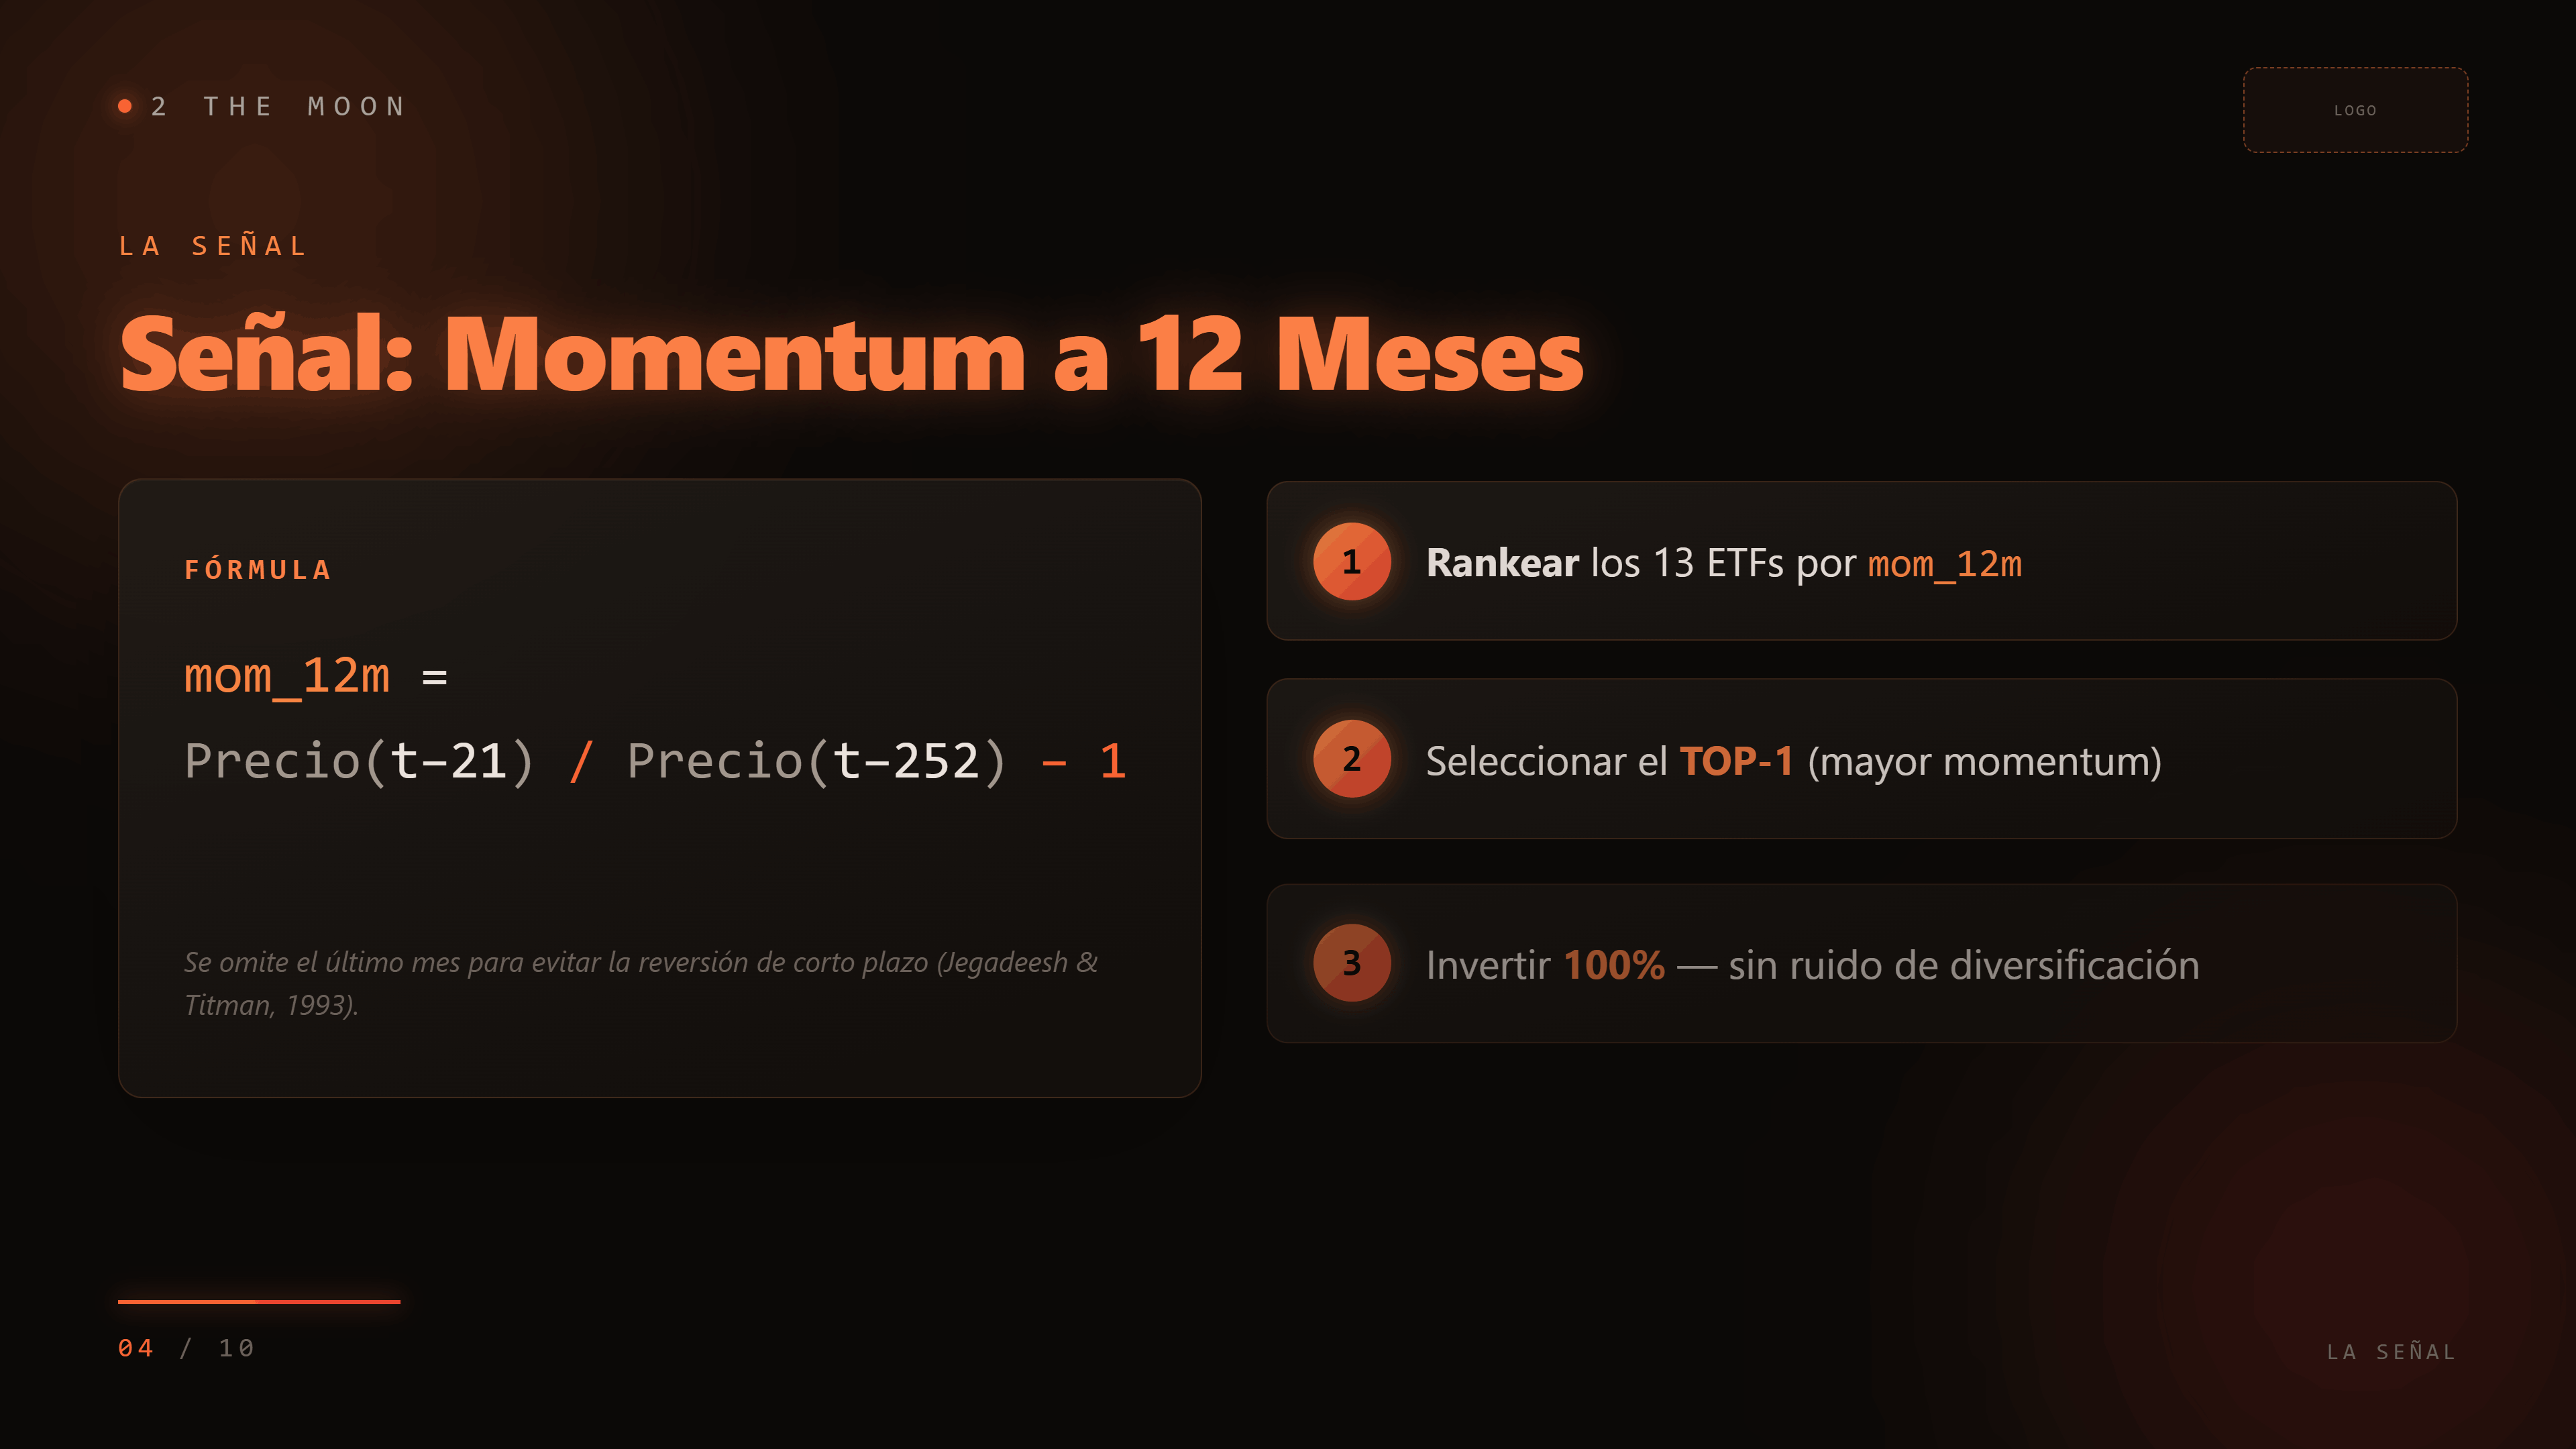 2 THE MOON
LOGO
LA SEÑAL
Señal: Momentum a 12 Meses
FÓRMULA
mom_12m =
Precio(t−21) / Precio(t−252) − 1
Se omite el último mes para evitar la reversión de corto plazo (Jegadeesh &
Titman, 1993).
1
Rankear los 13 ETFs por mom_12m
2
Seleccionar el TOP-1 (mayor momentum)
3
Invertir 100% — sin ruido de diversificación
04 / 10
LA SEÑAL